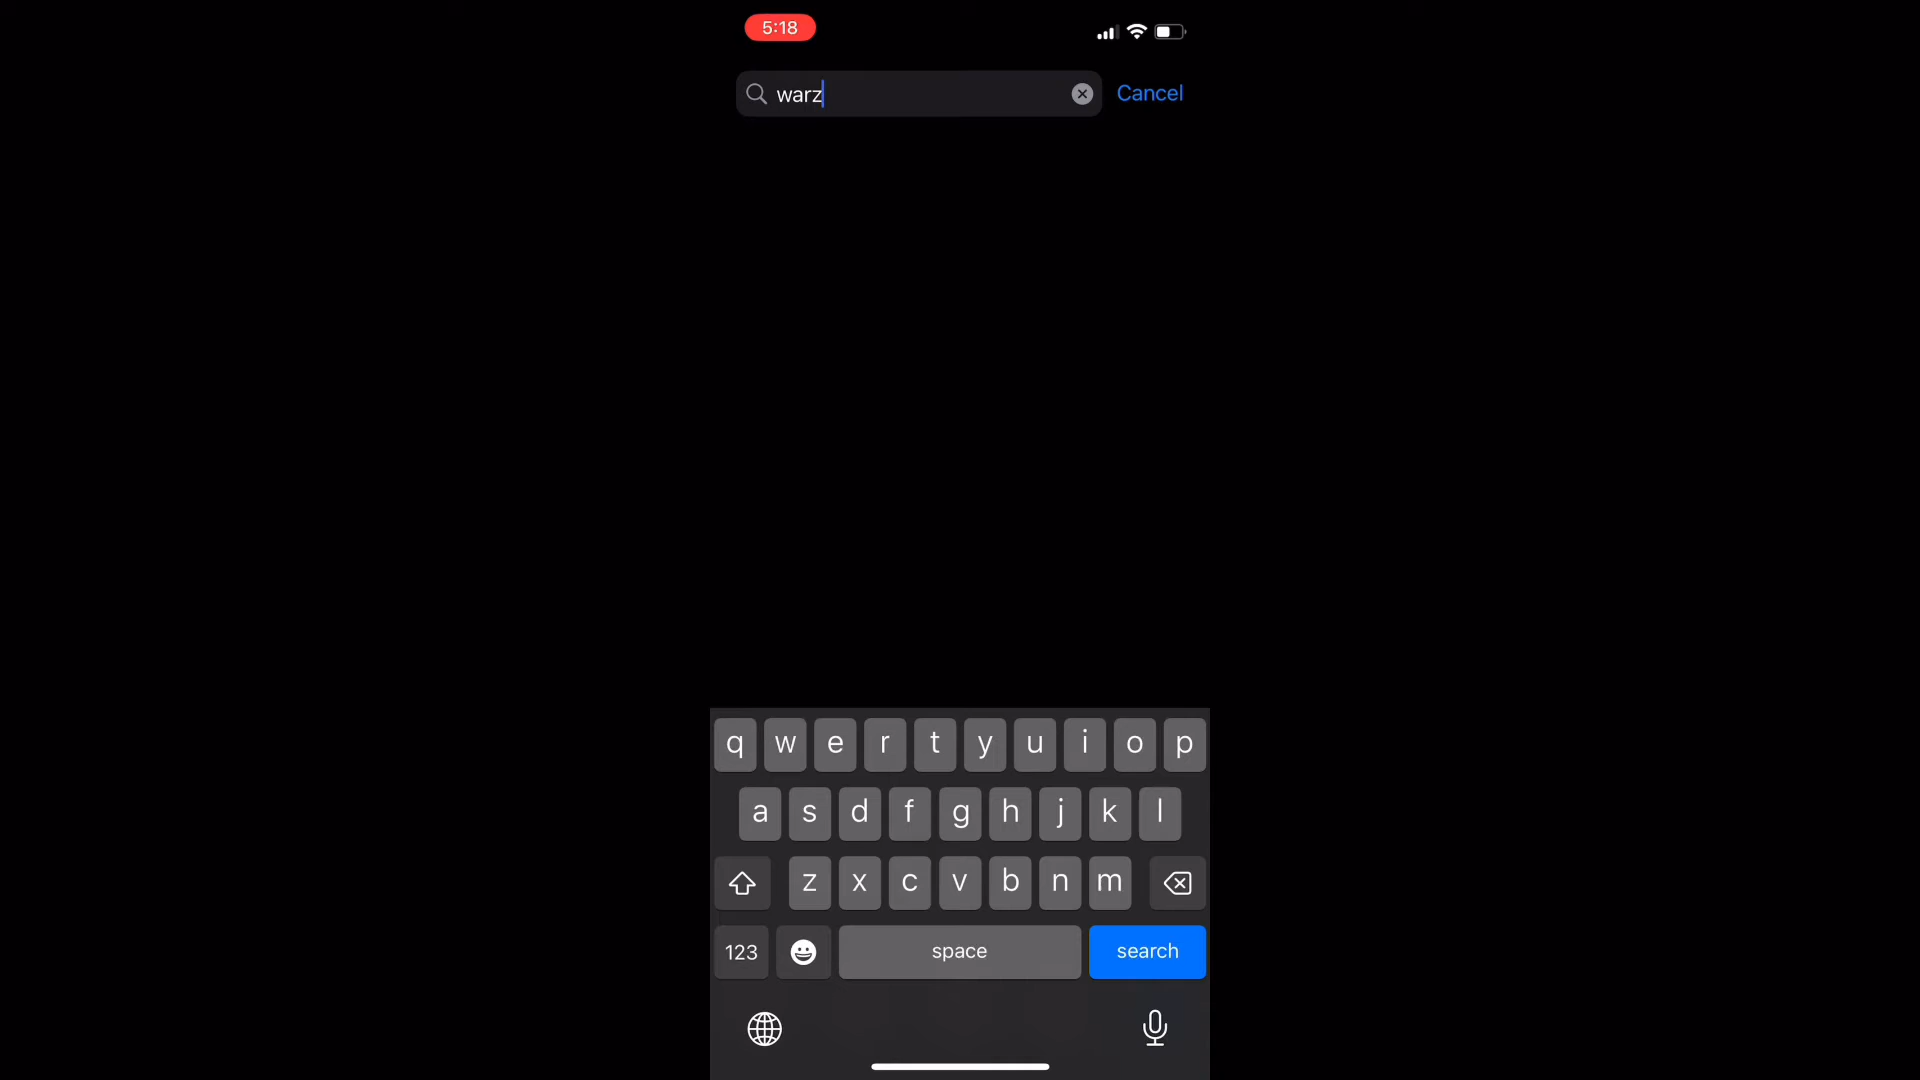 5:18
warz
Cancel
q w e r t y u i o p
a s d f g h j k l
z x c v b n m
123 space search